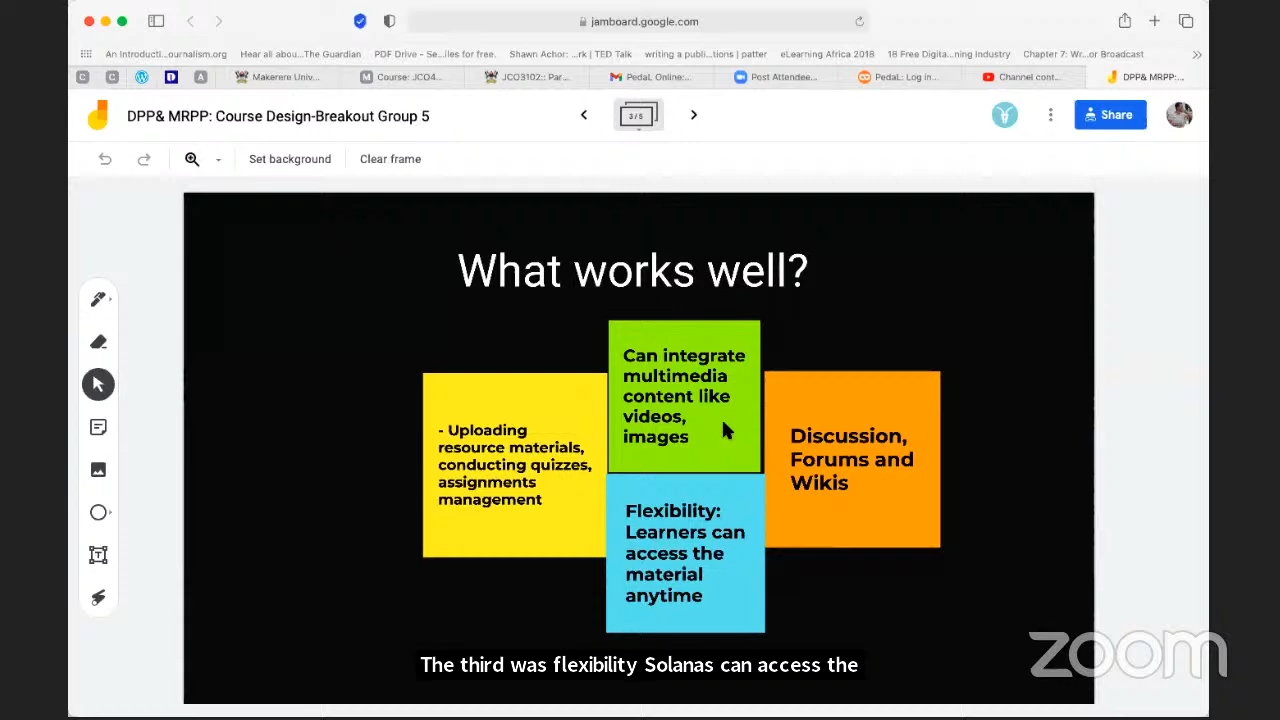 jamboard.google.com
An Introducti...ournalism.org
Hear all abou...The Guardian
PDF Drive - Se...iles for free.
Shawn Achor:...rk | TED Talk
writing a publ...tions | patter
eLearning Africa 2018
18 Free Digita...ning Industry
Chapter 7: Wr...or Broadcast
C
C
D
A
Makerere Univ...
M
Course: JCO4...
JCO3102:: Par...
Pedal, Online:...
Post Attendee...
PedaL: Log in...
Channel cont...
DPP& MRPP:...
DPP& MRPP: Course Design-Breakout Group 5
3/5
Share
Set background
Clear frame
What works well?
Can integrate
multimedia
content like
videos,
images
- Uploading
resource materials,
conducting quizzes,
assignments
management
Discussion,
Forums and
Wikis
Flexibility:
Learners can
access the
material
anytime
The third was flexibility Solanas can access the
zoom